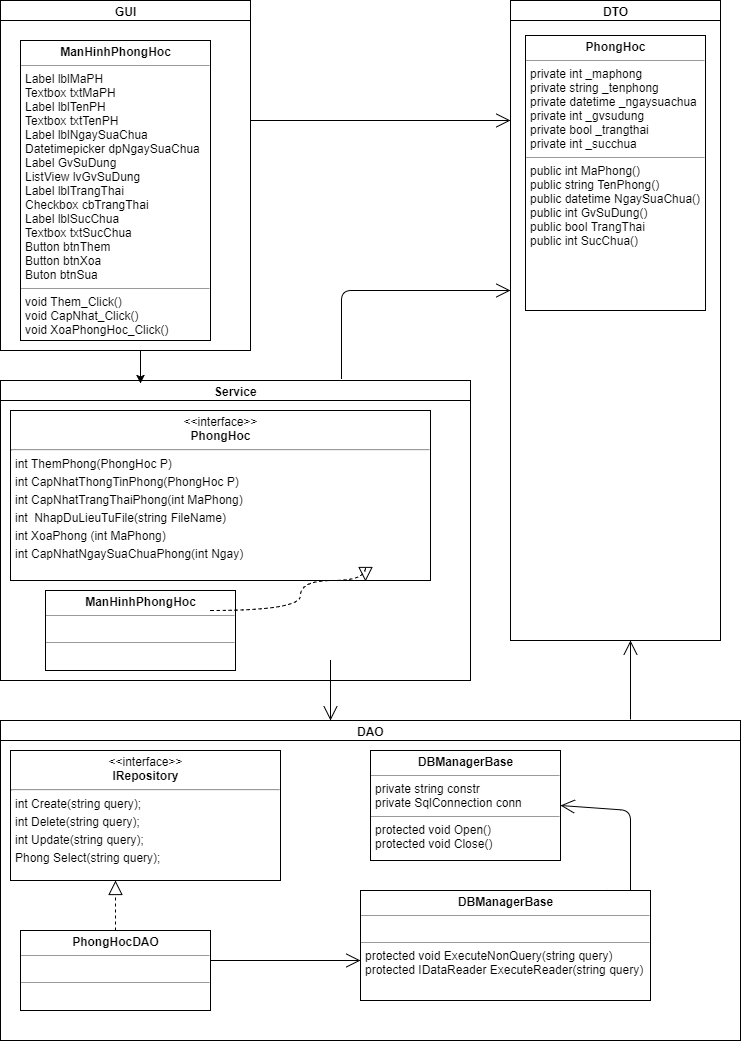 GUI
ManHinhPhongHoc
Label lblMaPH
Textbox txtMaPH
Label lblTenPH
Textbox txtTenPH
Label lblNgaySuaChua
Datetimepicker dpNgaySuaChua
Label GvSuDung
ListView lvGvSuDung
Label lblTrangThai
Checkbox cbTrangThai
Label lblSucChua
Textbox txtSucChua
Button btnThem
Button btnXoa
Buton btnSua
void Them_Click()
void CapNhat_Click()
void XoaPhongHoc_Click()
DTO
PhongHoc
private int _maphong
private string _tenphong
private datetime _ngaysuachua
private int _gvsudung
private bool _trangthai
private int _succhua
public int MaPhong()
public string TenPhong()
public datetime NgaySuaChua()
public int GvSuDung()
public bool TrangThai
public int SucChua()
Service
<<interface>>
PhongHoc
int ThemPhong(PhongHoc P)
int CapNhatThongTinPhong(PhongHoc P)
int CapNhatTrangThaiPhong(int MaPhong)
int  NhapDuLieuTuFile(string FileName)
int XoaPhong (int MaPhong)
int CapNhatNgaySuaChuaPhong(int Ngay)
ManHinhPhongHoc
DAO
<<interface>>
IRepository
int Create(string query);
int Delete(string query);
int Update(string query);
Phong Select(string query);
DBManagerBase
private string constr
private SqlConnection conn
protected void Open()
protected void Close()
PhongHocDAO
DBManagerBase
protected void ExecuteNonQuery(string query)
protected IDataReader ExecuteReader(string query)